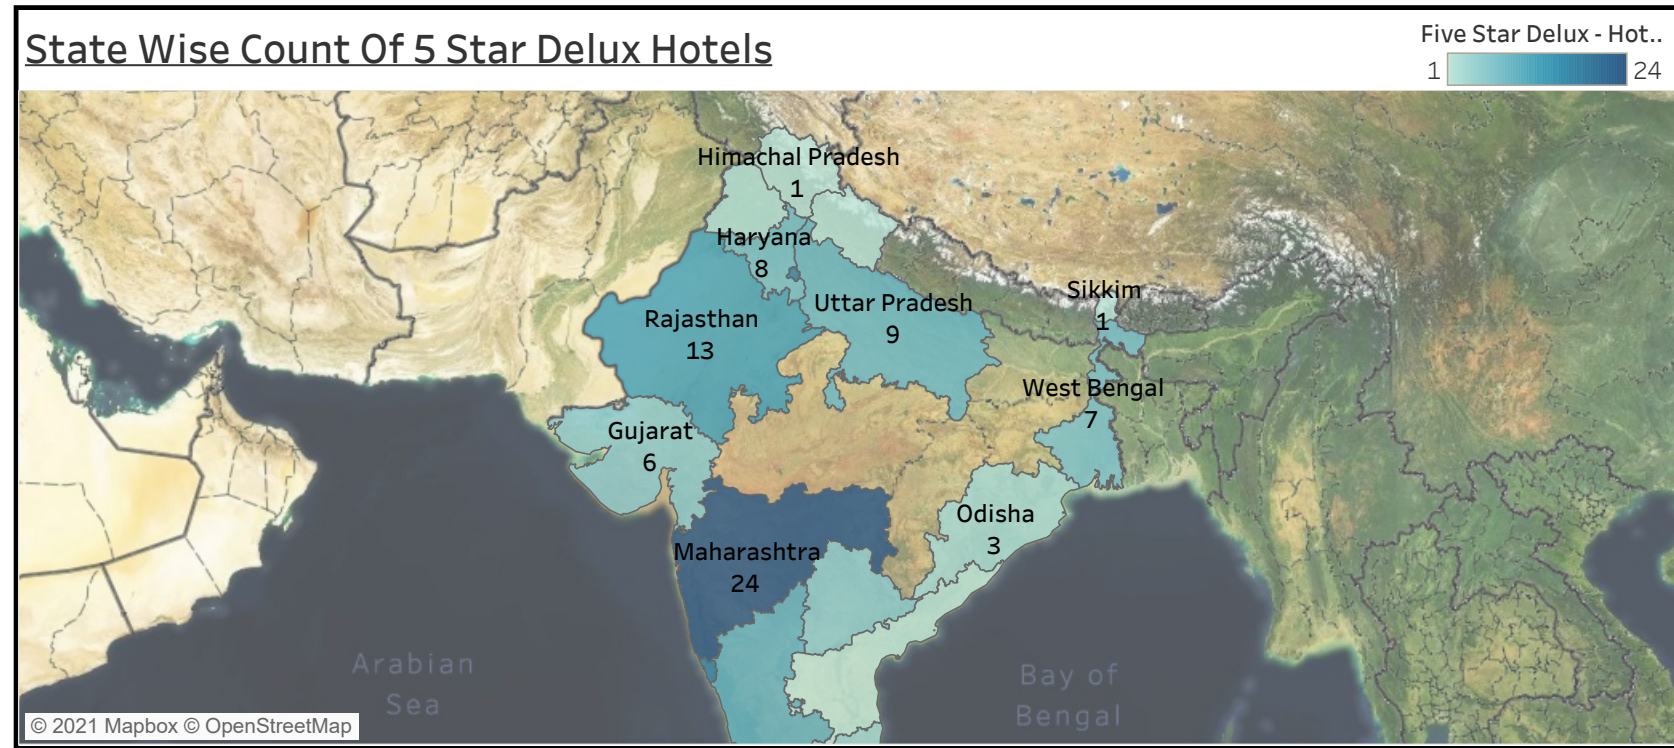 State Wise Count Of 5 Star Delux Hotels
Five Star Delux - Hot..
1 24
Himachal Pradesh
1
Haryana
8
Sikkim
1
Uttar Pradesh
9
Rajasthan
13
West Bengal
7
Gujarat
6
Odisha
3
Maharashtra
24
Arabian
Sea
Bay of
Bengal
© 2021 Mapbox © OpenStreetMap